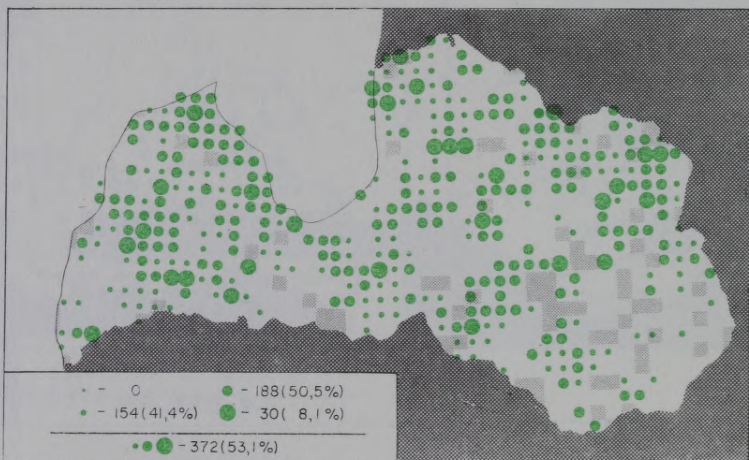 - 0 - 188(50,5%)
- 154(41,4%) - 30( 8,1%)
- 372(53,1%)